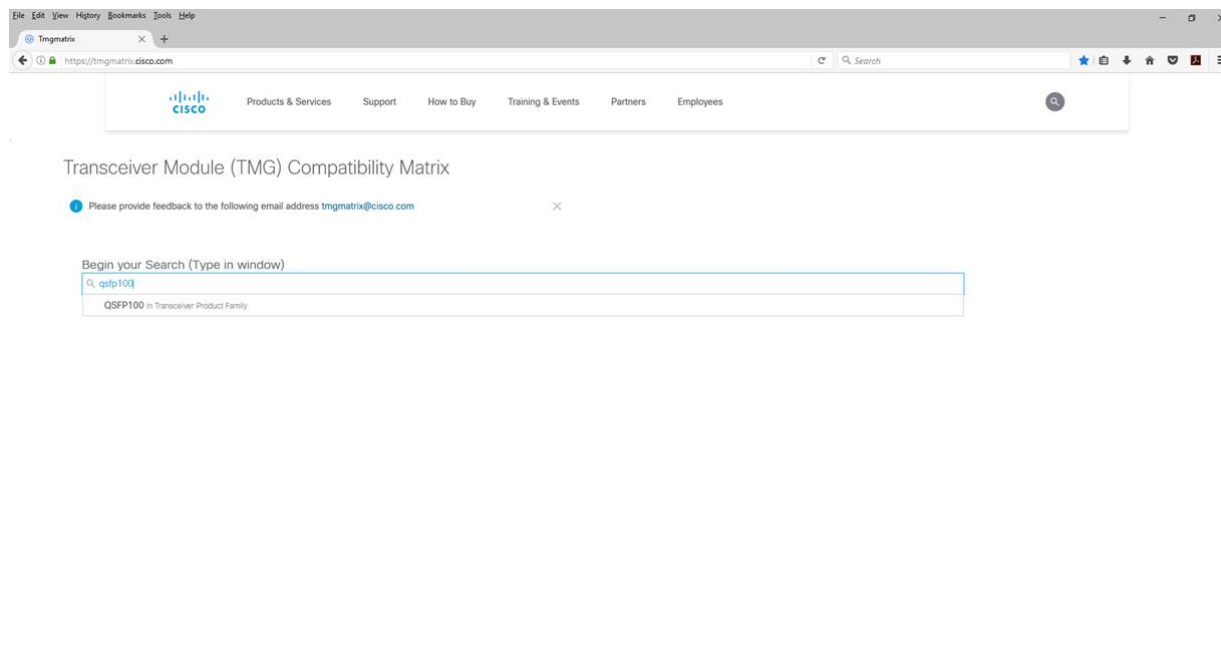 File Edit View History Bookmarks Tools Help
Tmgmatrix
https://tmgmatrix.cisco.com
Search
CISCO
Products & Services Support How to Buy Training & Events Partners Employees
Transceiver Module (TMG) Compatibility Matrix
Please provide feedback to the following email address tmgmatrix@cisco.com
Begin your Search (Type in window)
qsfp100
QSFP100 in Transceiver Product Family